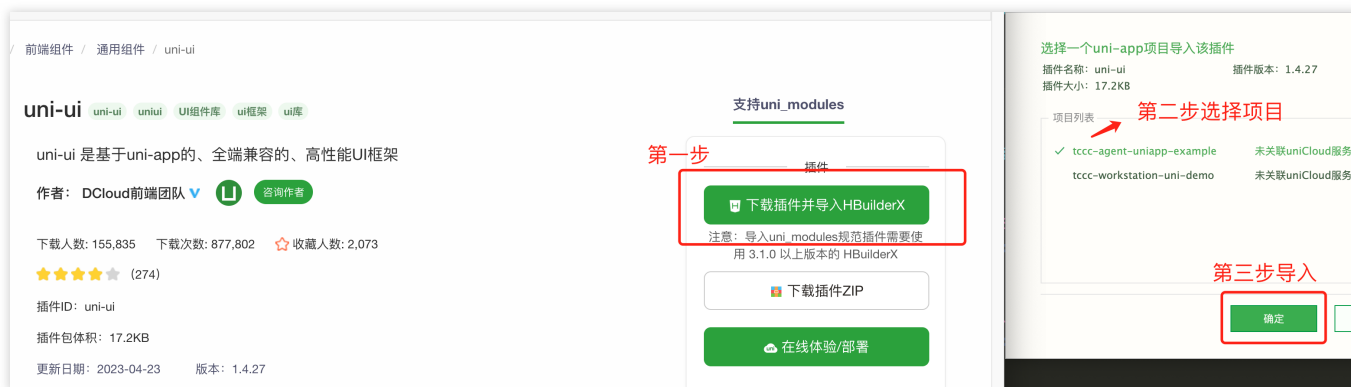 / 前端组件 / 通用组件 / uni-ui
uni-ui uni-ui uniui UI组件库 ui框架 ui库
uni-ui 是基于uni-app的、全端兼容的、高性能UI框架
作者： DCloud前端团队 咨询作者
下载人数: 155,835 下载次数: 877,802 收藏人数: 2,073
(274)
插件ID：uni-ui
插件包体积：17.2KB
更新日期：2023-04-23 版本：1.4.27
支持uni_modules
第一步
插件
下载插件并导入HBuilderX
注意：导入uni_modules规范插件需要使
用 3.1.0 以上版本的 HBuilderX
下载插件ZIP
在线体验/部署
选择一个uni-app项目导入该插件
插件名称：uni-ui 插件版本：1.4.27
插件大小：17.2KB
项目列表
第二步选择项目
tccc-agent-uniapp-example 未关联uniCloud服务
tccc-workstation-uni-demo 未关联uniCloud服务
第三步导入
确定